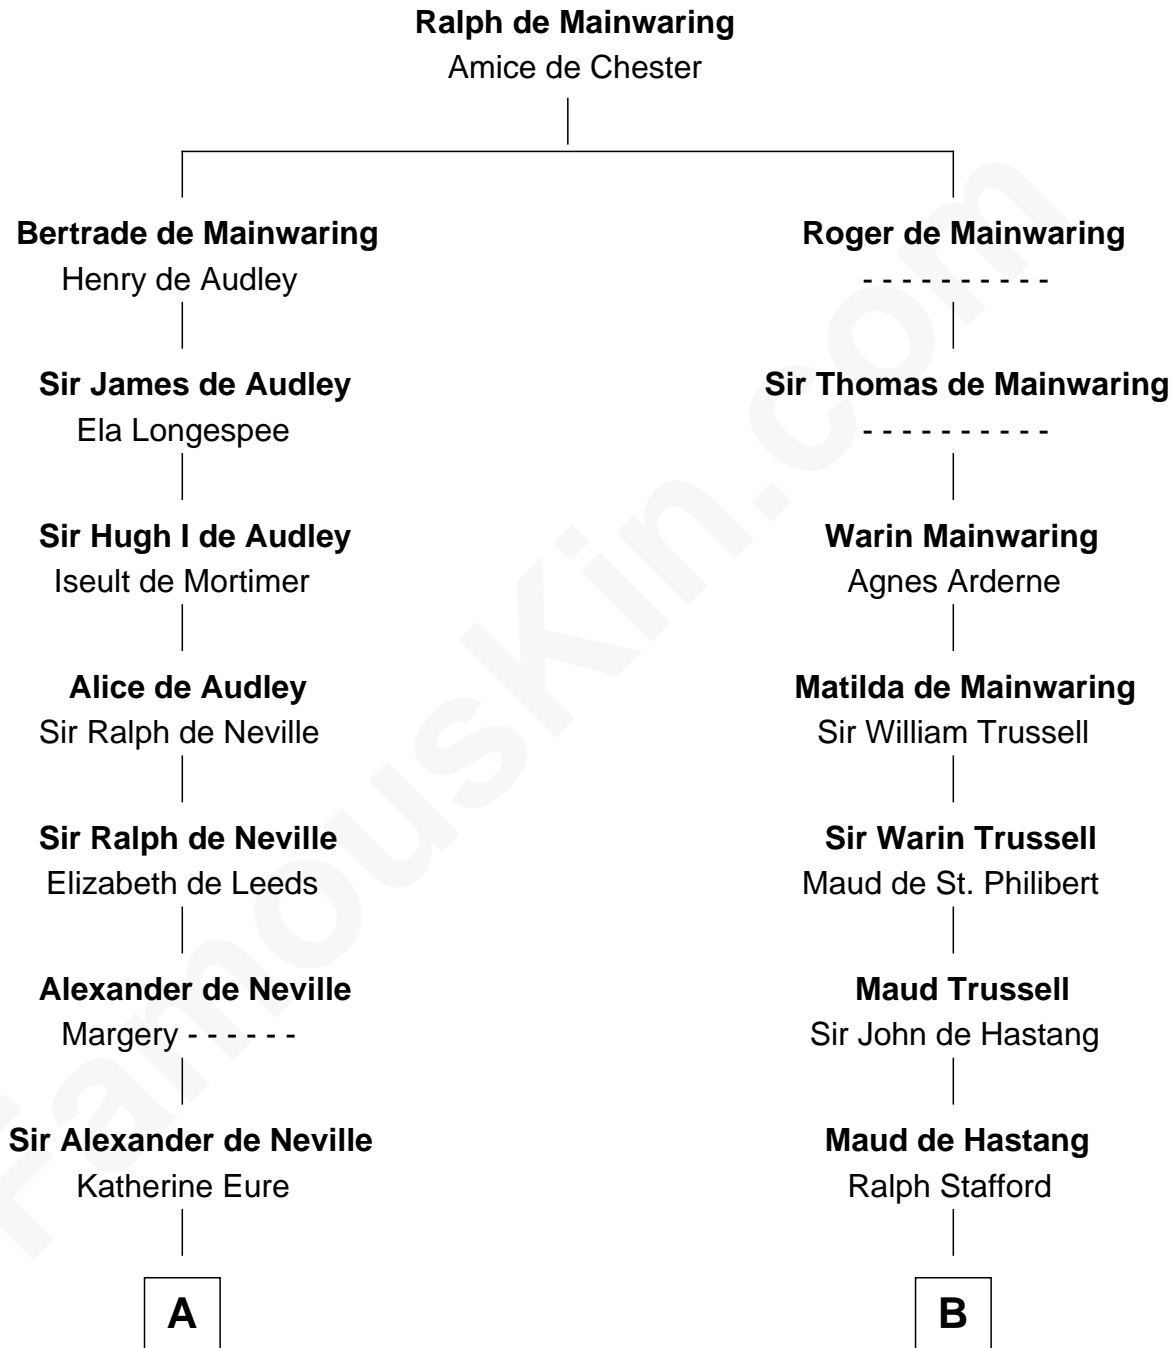 Ralph de Mainwaring
Amice de Chester
Bertrade de Mainwaring
Henry de Audley
Roger de Mainwaring
- - - - - - - - - -
Sir James de Audley
Ela Longespee
Sir Thomas de Mainwaring
- - - - - - - - - -
Sir Hugh I de Audley
Iseult de Mortimer
Warin Mainwaring
Agnes Arderne
Alice de Audley
Sir Ralph de Neville
Matilda de Mainwaring
Sir William Trussell
Sir Ralph de Neville
Elizabeth de Leeds
Sir Warin Trussell
Maud de St. Philibert
Alexander de Neville
Margery - - - - - -
Maud Trussell
Sir John de Hastang
Sir Alexander de Neville
Katherine Eure
Maud de Hastang
Ralph Stafford
A
B
FamousKin.com